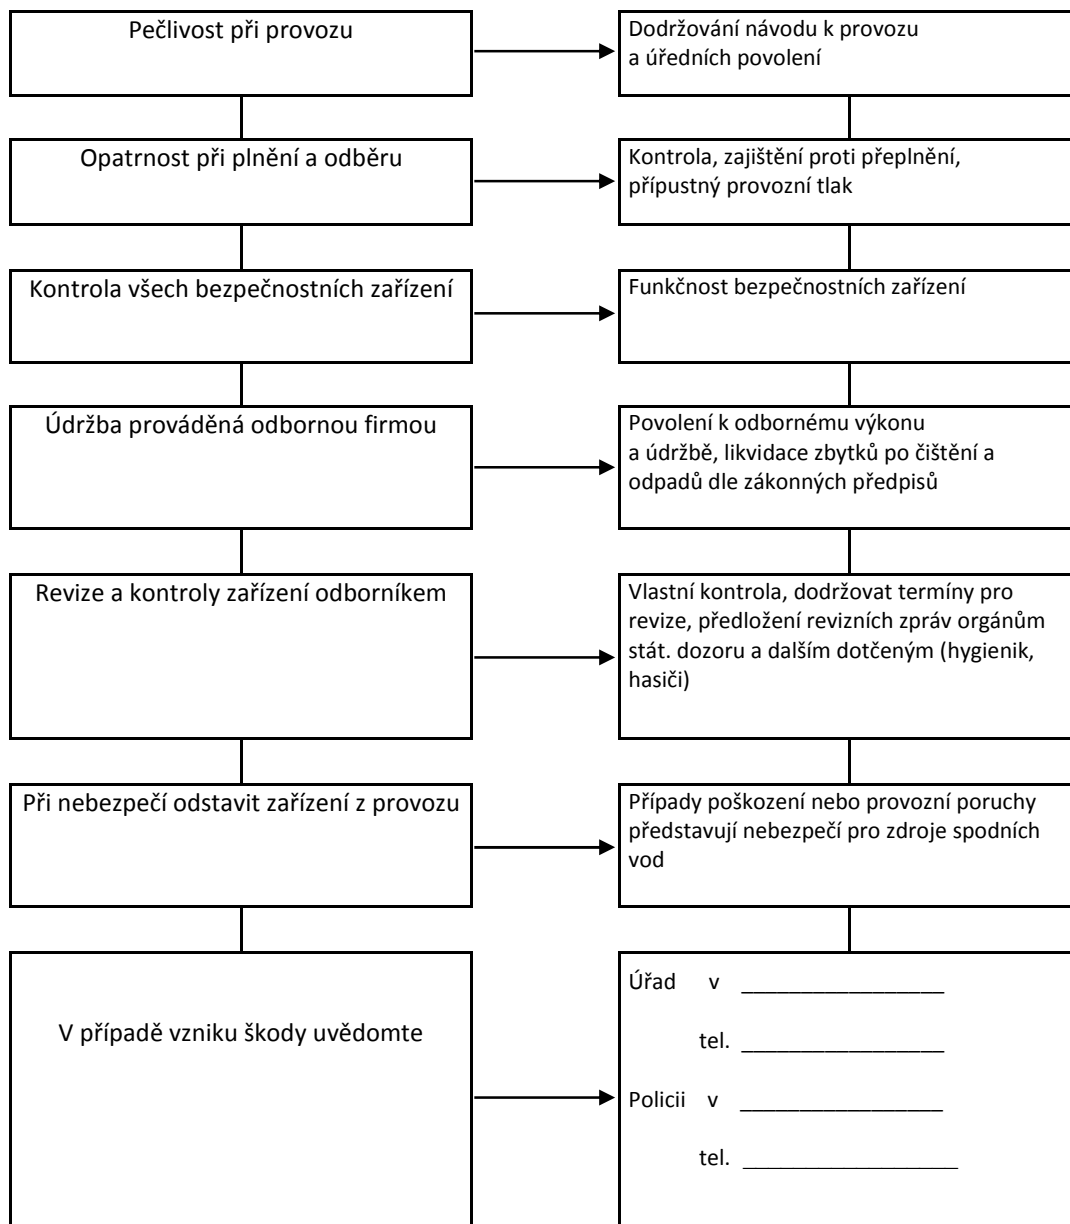 Pečlivost při provozu
Dodržování návodu k provozu
a úředních povolení
Opatrnost při plnění a odběru
Kontrola, zajištění proti přeplnění,
přípustný provozní tlak
Kontrola všech bezpečnostních zařízení
Funkčnost bezpečnostních zařízení
Údržba prováděná odbornou firmou
Povolení k odbornému výkonu
a údržbě, likvidace zbytků po čištění a
odpadů dle zákonných předpisů
Revize a kontroly zařízení odborníkem
Vlastní kontrola, dodržovat termíny pro
revize, předložení revizních zpráv orgánům
stát. dozoru a dalším dotčeným (hygienik,
hasiči)
Při nebezpečí odstavit zařízení z provozu
Případy poškození nebo provozní poruchy
představují nebezpečí pro zdroje spodních
vod
V případě vzniku škody uvědomte
Úřad v _________________
tel. _________________
Policii v _________________
tel. __________________